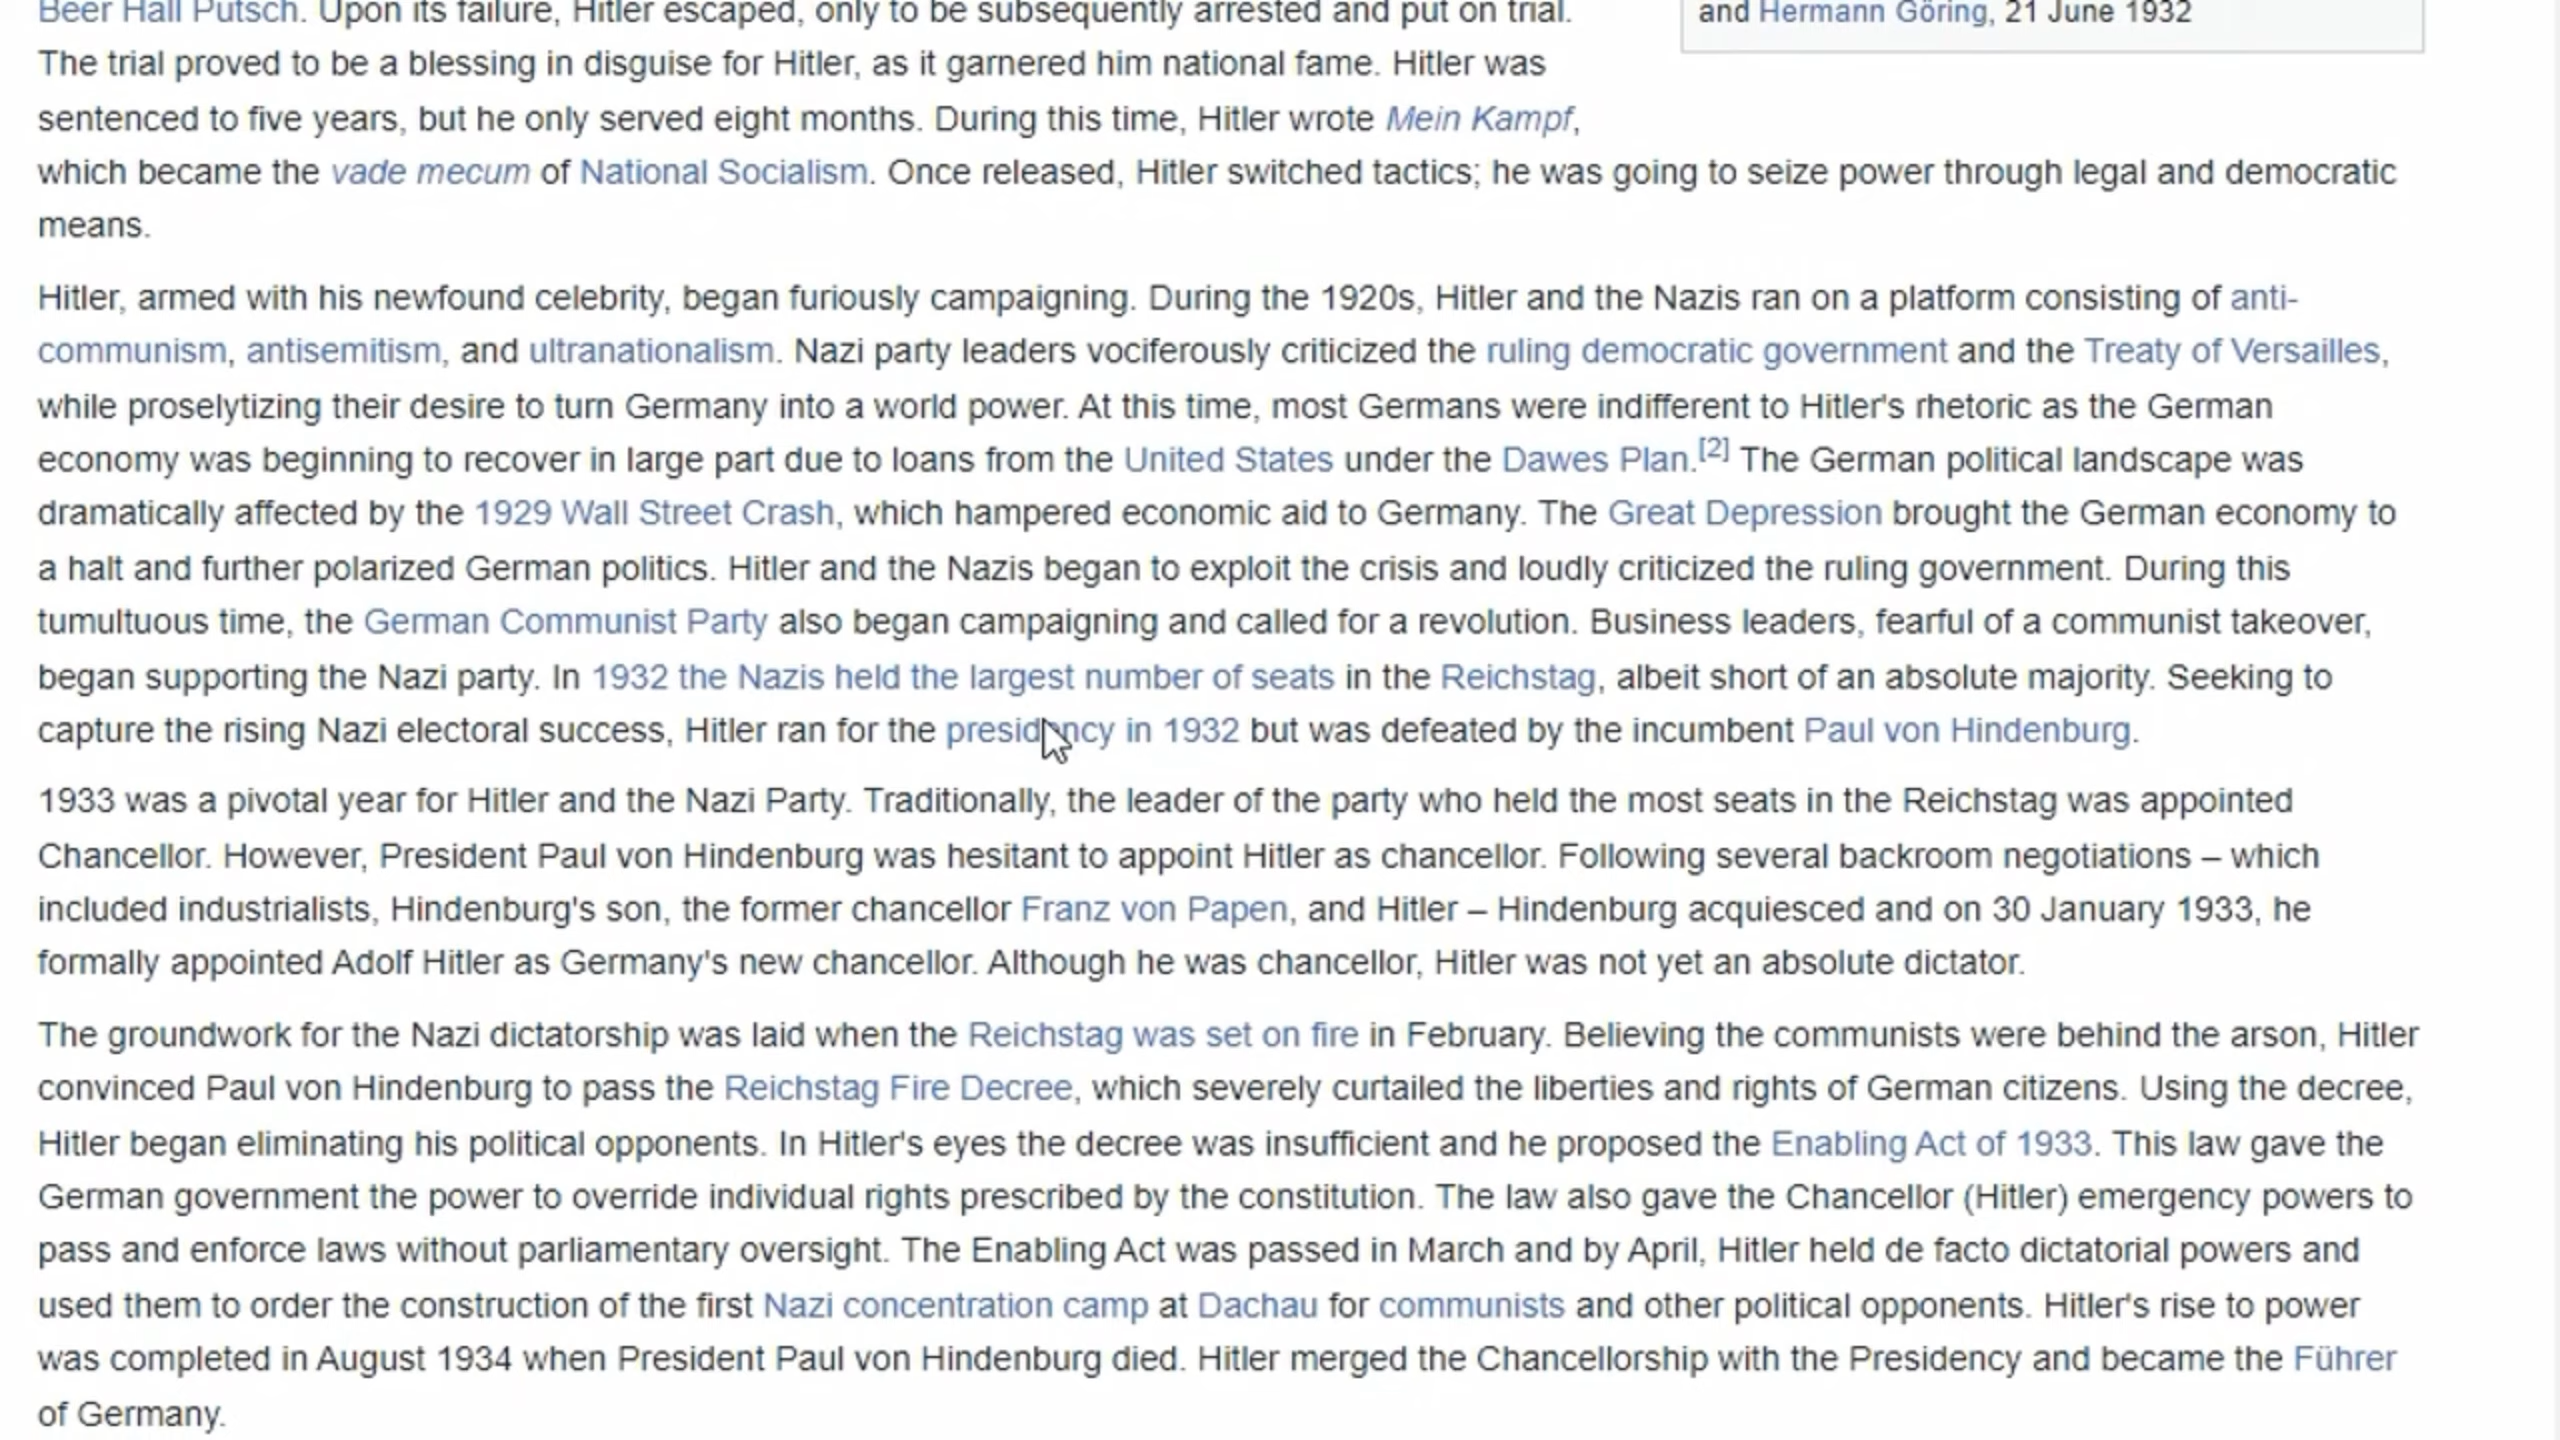 Beer Hall Putsch. Upon its failure, Hitler escaped, only to be subsequently arrested and put on trial.
The trial proved to be a blessing in disguise for Hitler, as it garnered him national fame. Hitler was
sentenced to five years, but he only served eight months. During this time, Hitler wrote Mein Kampf,
which became the vade mecum of National Socialism. Once released, Hitler switched tactics; he was going to seize power through legal and democratic
means.
and Hermann Göring, 21 June 1932
Hitler, armed with his newfound celebrity, began furiously campaigning. During the 1920s, Hitler and the Nazis ran on a platform consisting of anti-
communism, antisemitism, and ultranationalism. Nazi party leaders vociferously criticized the ruling democratic government and the Treaty of Versailles,
while proselytizing their desire to turn Germany into a world power. At this time, most Germans were indifferent to Hitler's rhetoric as the German
economy was beginning to recover in large part due to loans from the United States under the Dawes Plan.[2] The German political landscape was
dramatically affected by the 1929 Wall Street Crash, which hampered economic aid to Germany. The Great Depression brought the German economy to
a halt and further polarized German politics. Hitler and the Nazis began to exploit the crisis and loudly criticized the ruling government. During this
tumultuous time, the German Communist Party also began campaigning and called for a revolution. Business leaders, fearful of a communist takeover,
began supporting the Nazi party. In 1932 the Nazis held the largest number of seats in the Reichstag, albeit short of an absolute majority. Seeking to
capture the rising Nazi electoral success, Hitler ran for the presidency in 1932 but was defeated by the incumbent Paul von Hindenburg.
1933 was a pivotal year for Hitler and the Nazi Party. Traditionally, the leader of the party who held the most seats in the Reichstag was appointed
Chancellor. However, President Paul von Hindenburg was hesitant to appoint Hitler as chancellor. Following several backroom negotiations – which
included industrialists, Hindenburg's son, the former chancellor Franz von Papen, and Hitler – Hindenburg acquiesced and on 30 January 1933, he
formally appointed Adolf Hitler as Germany's new chancellor. Although he was chancellor, Hitler was not yet an absolute dictator.
The groundwork for the Nazi dictatorship was laid when the Reichstag was set on fire in February. Believing the communists were behind the arson, Hitler
convinced Paul von Hindenburg to pass the Reichstag Fire Decree, which severely curtailed the liberties and rights of German citizens. Using the decree,
Hitler began eliminating his political opponents. In Hitler's eyes the decree was insufficient and he proposed the Enabling Act of 1933. This law gave the
German government the power to override individual rights prescribed by the constitution. The law also gave the Chancellor (Hitler) emergency powers to
pass and enforce laws without parliamentary oversight. The Enabling Act was passed in March and by April, Hitler held de facto dictatorial powers and
used them to order the construction of the first Nazi concentration camp at Dachau for communists and other political opponents. Hitler's rise to power
was completed in August 1934 when President Paul von Hindenburg died. Hitler merged the Chancellorship with the Presidency and became the Führer
of Germany.